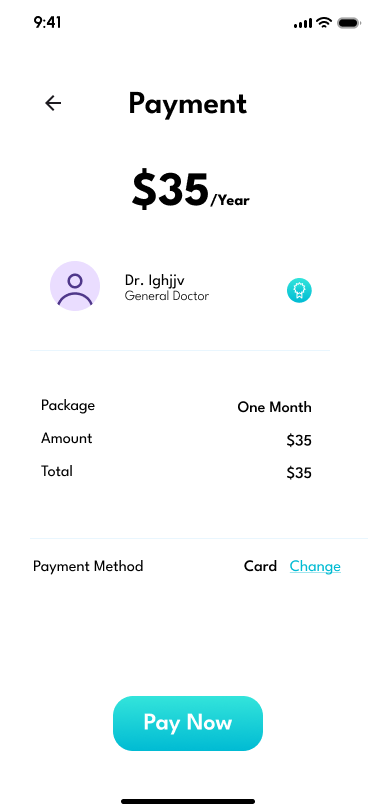 9:41
Payment
$35/Year
Dr. Ighjjv
General Doctor
Package One Month
Amount $35
Total $35
Payment Method Card Change
Pay Now